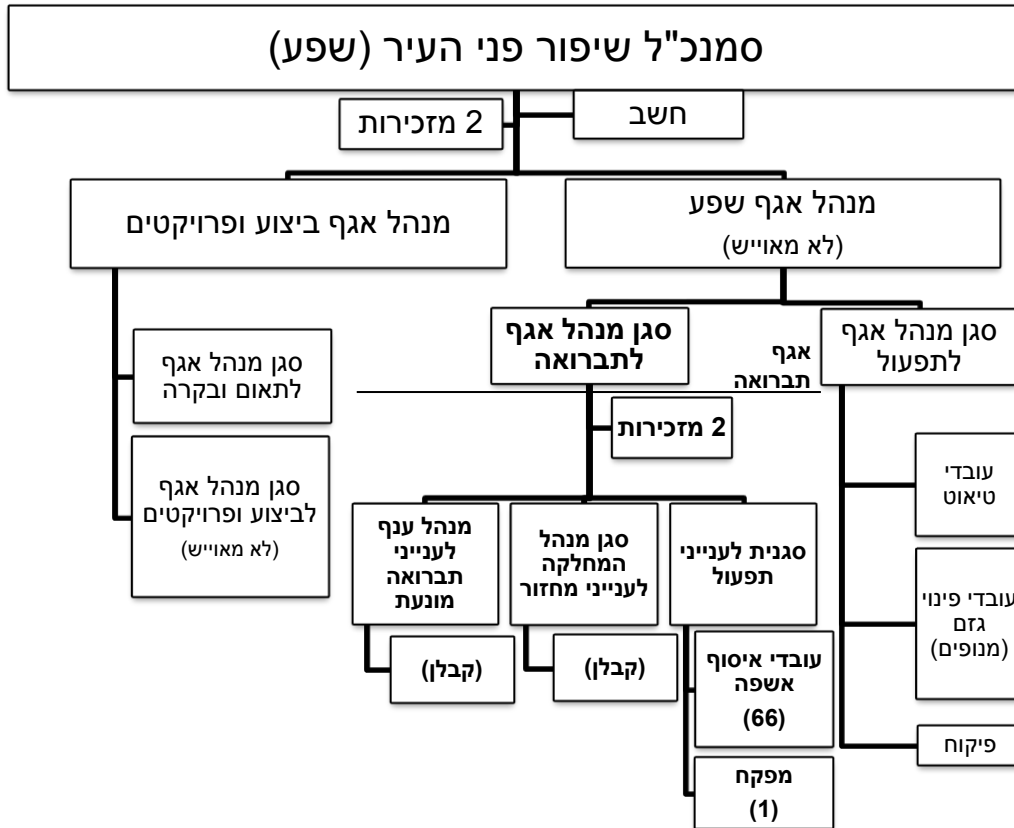 סמנכ"ל שיפור פני העיר (שפע)
חשב
2 מזכירות
מנהל אגף שפע
(לא מאוייש)
מנהל אגף ביצוע ופרויקטים
סגן מנהל אגף
לתפעול
סגן מנהל אגף
לתברואה
אגף
תברואה
סגן מנהל אגף
לתאום ובקרה
2 מזכירות
עובדי
טיאוט
סגן מנהל אגף
לביצוע ופרויקטים
(לא מאוייש)
סגנית לענייני
תפעול
סגן מנהל
המחלקה
לענייני מחזור
מנהל ענף
לענייני
תברואה
מונעת
עובדי פינוי
גזם
(מנופים)
עובדי איסוף
אשפה
(66)
(קבלן)
(קבלן)
פיקוח
מפקח
(1)